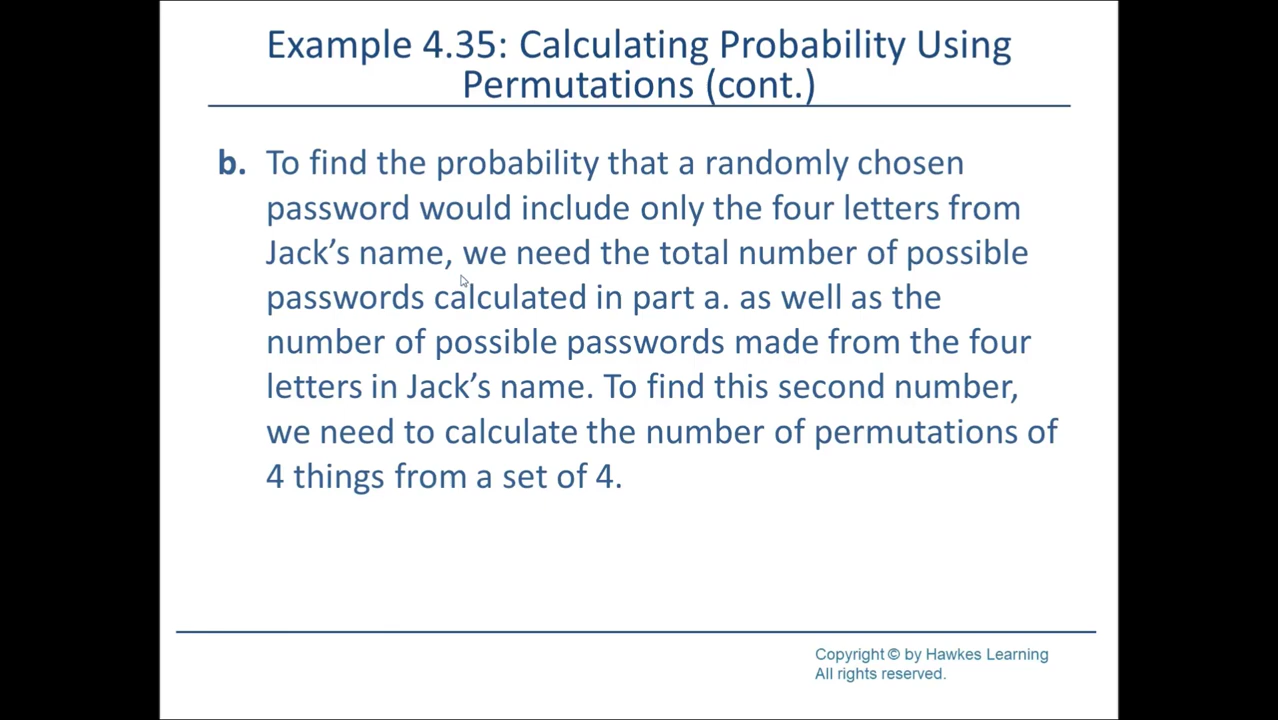 Example 4.35: Calculating Probability Using
Permutations (cont.)
b. To find the probability that a randomly chosen
password would include only the four letters from
Jack’s name, we need the total number of possible
passwords calculated in part a. as well as the
number of possible passwords made from the four
letters in Jack’s name. To find this second number,
we need to calculate the number of permutations of
4 things from a set of 4.
Copyright © by Hawkes Learning
All rights reserved.